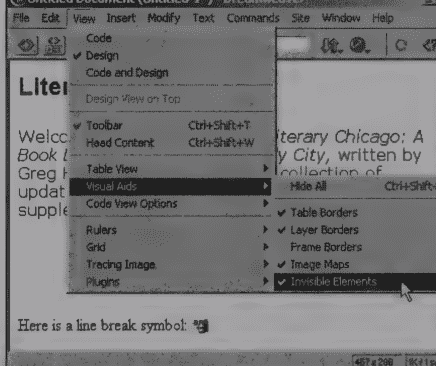 File Edit View Insert Modify Text Commands Site Window Help
Code
Design
Code and Design
Design View on Top
Toolbar Ctrl+Shift+T
Head Content Ctrl+Shift+W
Table View
Visual Aids
Code View Options
Rulers
Grid
Tracing Image
Plugins
Hide All Ctrl+Shift+
Table Borders
Layer Borders
Frame Borders
Image Maps
Invisible Elements
Liter
Welco iterary Chicago: A
Book y City, written by
Greg collection of
updat
supple
Here is a line break symbol: